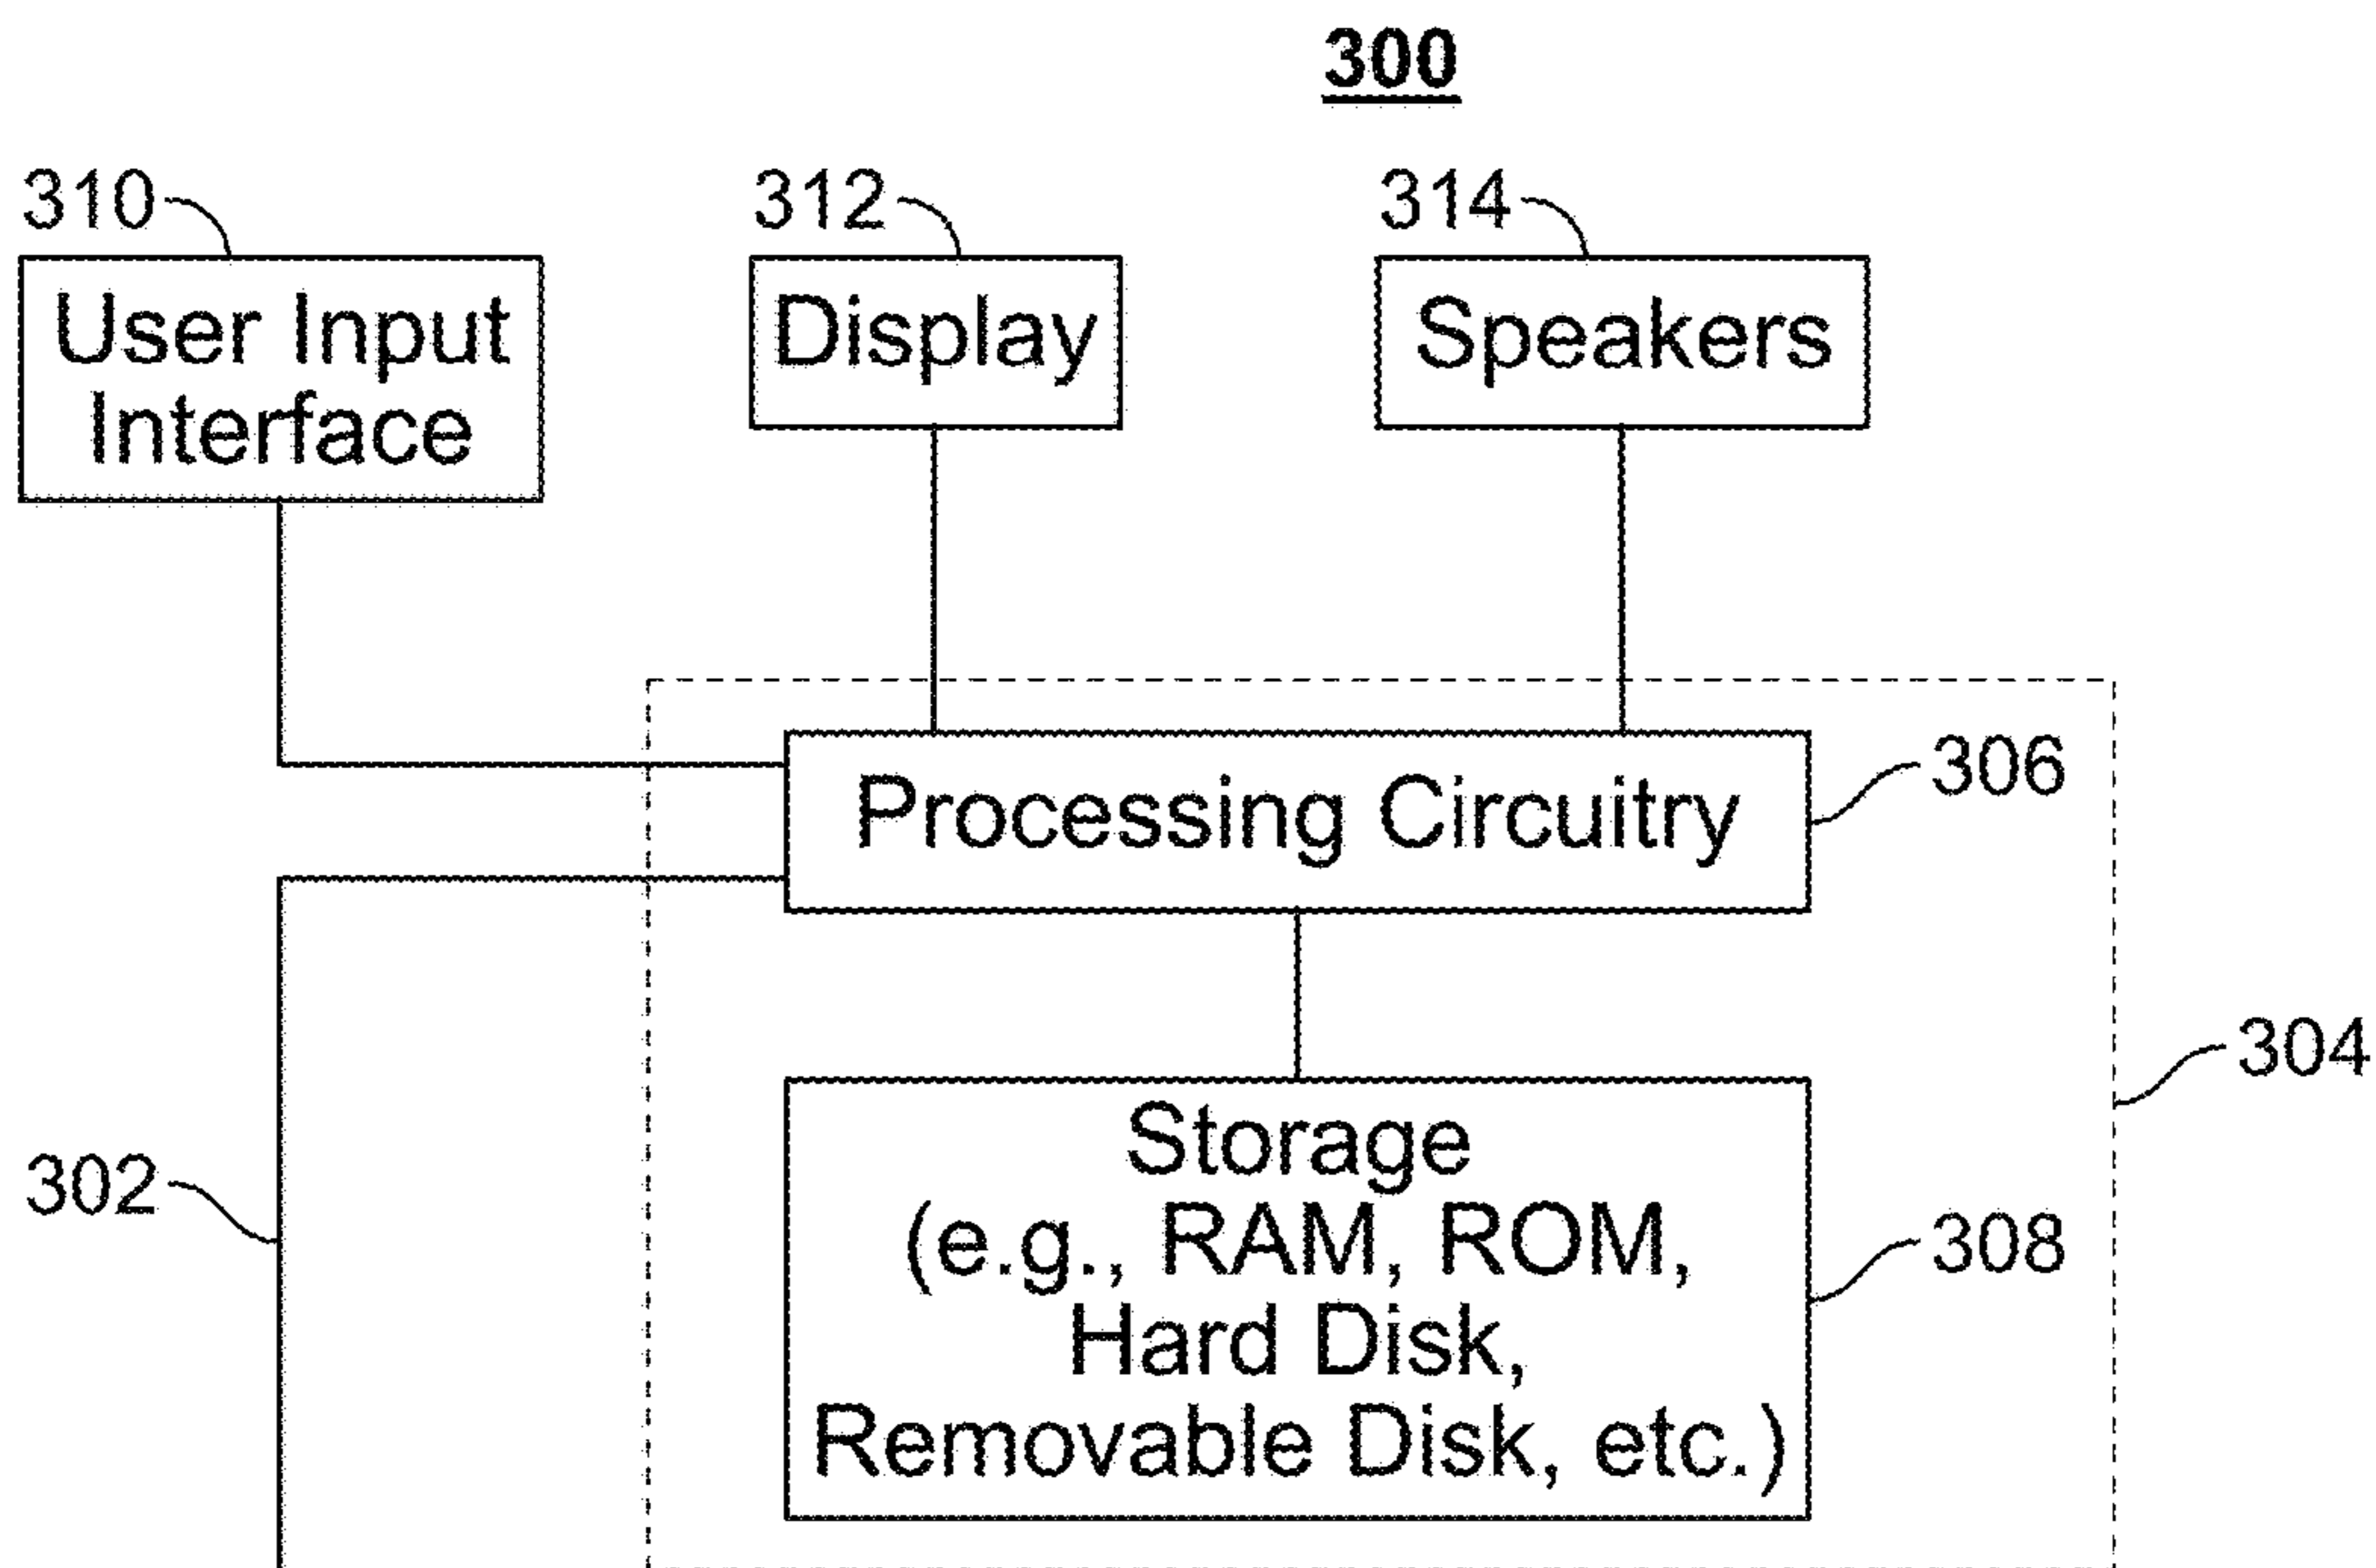 300
310
312
314
User Input
Interface
Display
Speakers
Processing Circuitry
306
304
Storage
(e.g., RAM, ROM,
Hard Disk,
Removable Disk, etc.)
302
308